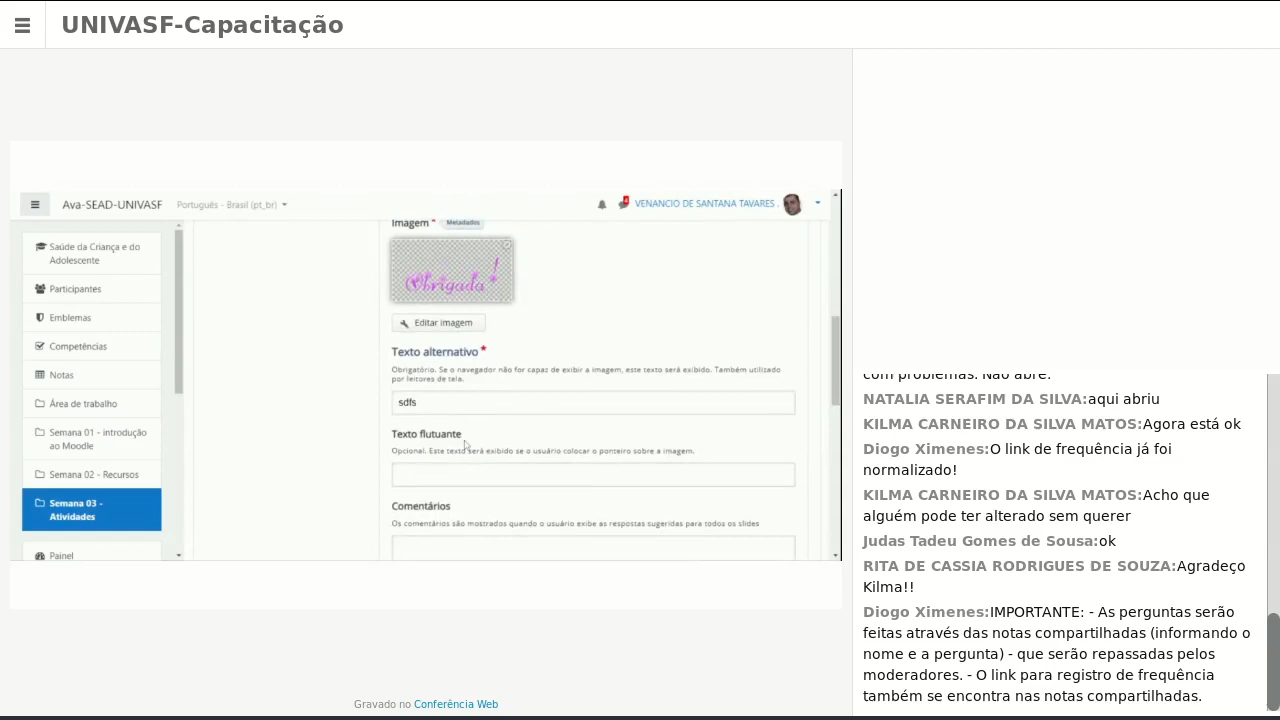 UNIVASF-Capacitação
Ava-SEAD-UNIVASF
Português - Brasil (pt_br)
VENANCIO DE SANTANA TAVARES .
Saúde da Criança e do
Adolescente
Participantes
Emblemas
Competências
Notas
Área de trabalho
Semana 01 - introdução
ao Moodle
Semana 02 - Recursos
Semana 03 -
Atividades
Painel
Imagem * Metadados
Obrigada!
Editar imagem
Texto alternativo *
Obrigatório. Se o navegador não for capaz de exibir a imagem, este texto será exibido. Também utilizado
por leitores de tela.
sdfs
Texto flutuante
Opcional. Este texto será exibido se o usuário colocar o ponteiro sobre a imagem.
Comentários
Os comentários são mostrados quando o usuário exibe as respostas sugeridas para todos os slides
com problemas. Não abre.
NATALIA SERAFIM DA SILVA:aqui abriu
KILMA CARNEIRO DA SILVA MATOS:Agora está ok
Diogo Ximenes:O link de frequência já foi
normalizado!
KILMA CARNEIRO DA SILVA MATOS:Acho que
alguém pode ter alterado sem querer
Judas Tadeu Gomes de Sousa:ok
RITA DE CASSIA RODRIGUES DE SOUZA:Agradeço
Kilma!!
Diogo Ximenes:IMPORTANTE: - As perguntas serão
feitas através das notas compartilhadas (informando o
nome e a pergunta) - que serão repassadas pelos
moderadores. - O link para registro de frequência
também se encontra nas notas compartilhadas.
Gravado no Conferência Web